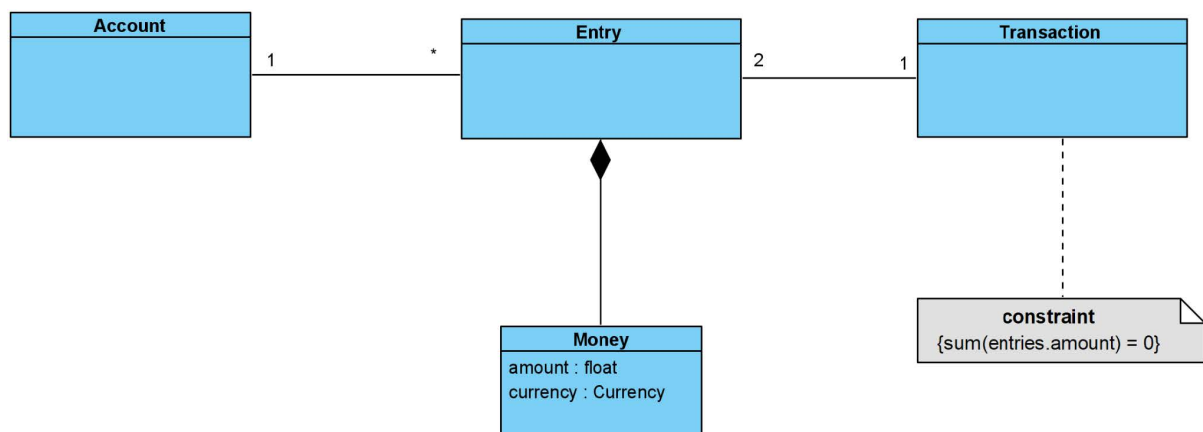 Account
1
*
Entry
2
1
Transaction
Money
amount : float
currency : Currency
constraint
{sum(entries.amount) = 0}